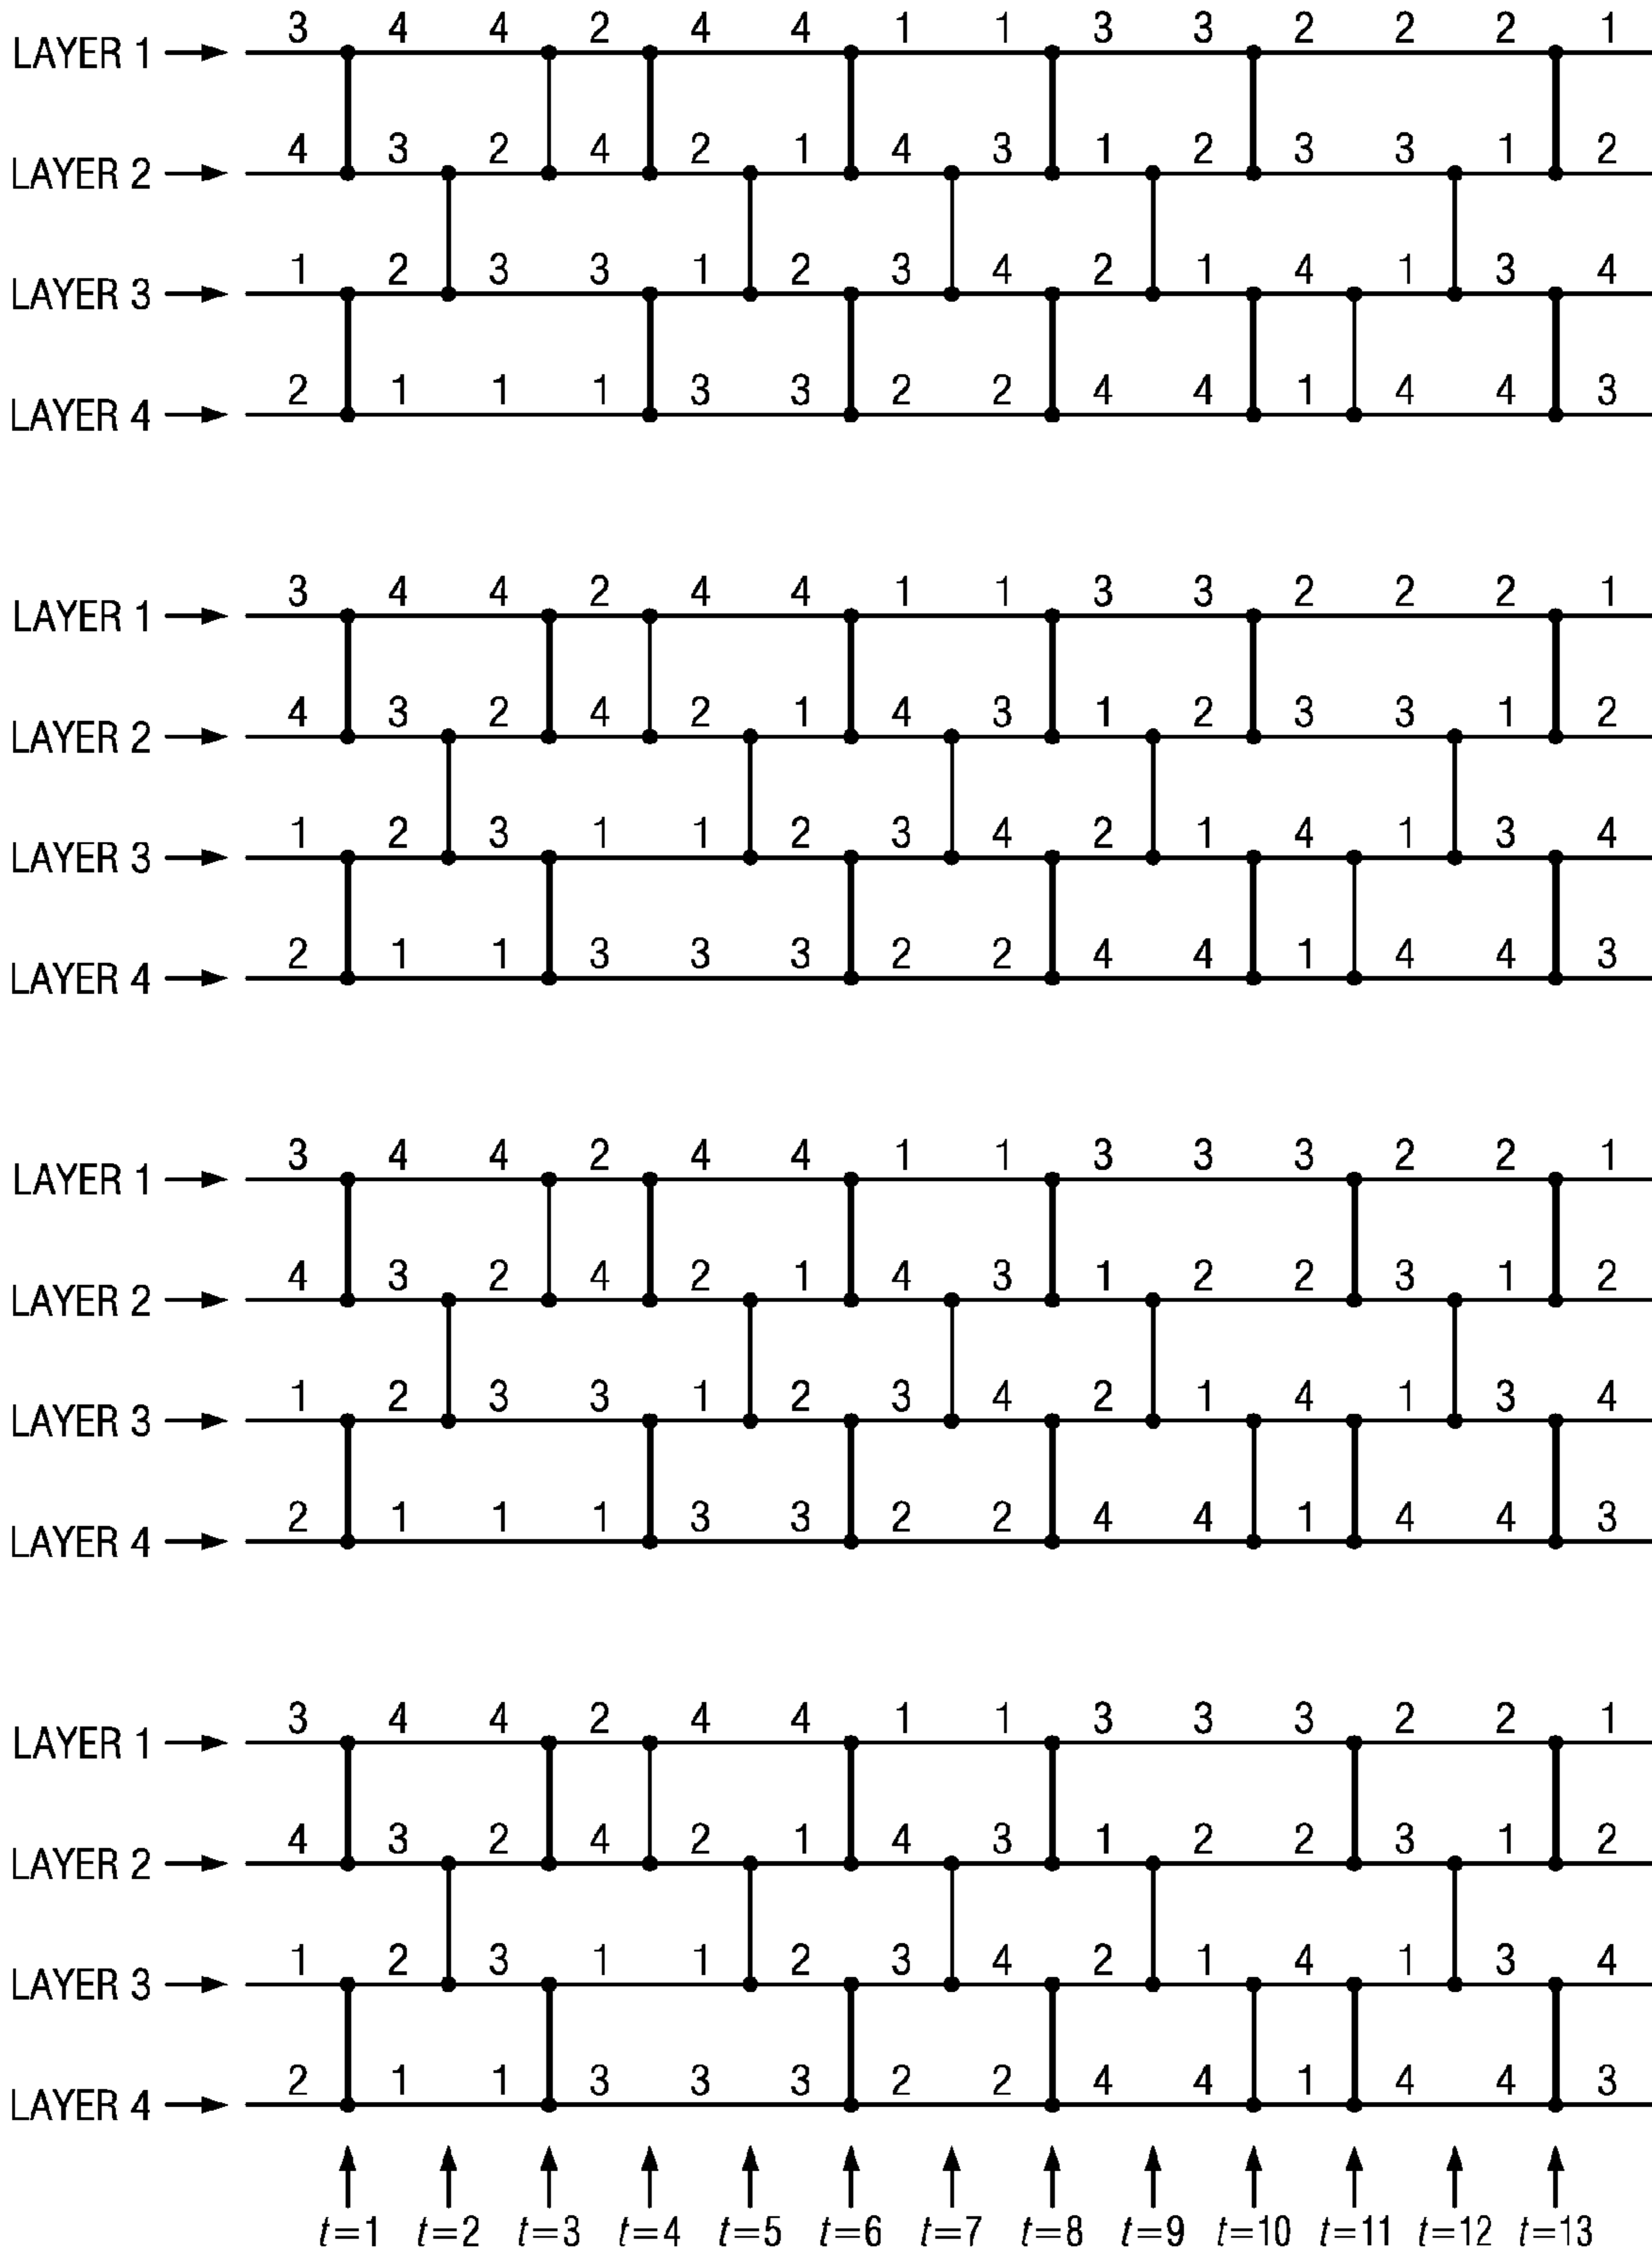 3 4 4 2 4 4 1 1 3 3 2 2 2 1
LAYER 1
4 3 2 4 2 1 4 3 1 2 3 3 1 2
LAYER 2
1 2 3 3 1 2 3 4 2 1 4 1 3 4
LAYER 3
2 1 1 1 3 3 2 2 4 4 1 4 4 3
LAYER 4
3 4 4 2 4 4 1 1 3 3 2 2 2 1
LAYER 1
4 3 2 4 2 1 4 3 1 2 3 3 1 2
LAYER 2
1 2 3 1 1 2 3 4 2 1 4 1 3 4
LAYER 3
2 1 1 3 3 3 2 2 4 4 1 4 4 3
LAYER 4
3 4 4 2 4 4 1 1 3 3 3 2 2 1
LAYER 1
4 3 2 4 2 1 4 3 1 2 2 3 1 2
LAYER 2
1 2 3 3 1 2 3 4 2 1 4 1 3 4
LAYER 3
2 1 1 1 3 3 2 2 4 4 1 4 4 3
LAYER 4
3 4 4 2 4 4 1 1 3 3 3 2 2 1
LAYER 1
4 3 2 4 2 1 4 3 1 2 2 3 1 2
LAYER 2
1 2 3 1 1 2 3 4 2 1 4 1 3 4
LAYER 3
2 1 1 3 3 3 2 2 4 4 1 4 4 3
LAYER 4
t=1 t=2 t=3 t=4 t=5 t=6 t=7 t=8 t=9 t=10 t=11 t=12 t=13